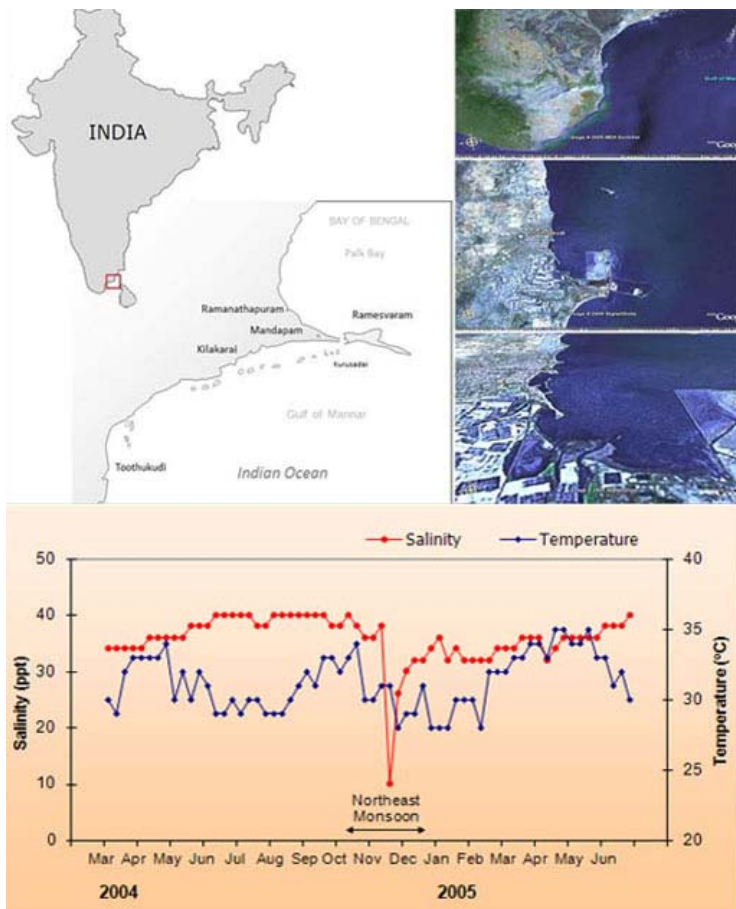 INDIA
BAY OF BENGAL
Palk Bay
Ramanathapuram
Ramesvaram
Mandapam
Kilakarai
Kurusadai
Gulf of Mannar
Toothukudi
Indian Ocean
Salinity
Temperature
50
40
30
20
10
0
Salinity (ppt)
40
35
30
25
20
Temperature (°C)
Northeast
Monsoon
Mar Apr May Jun Jul Aug Sep Oct Nov Dec Jan Feb Mar Apr May Jun
2004
2005